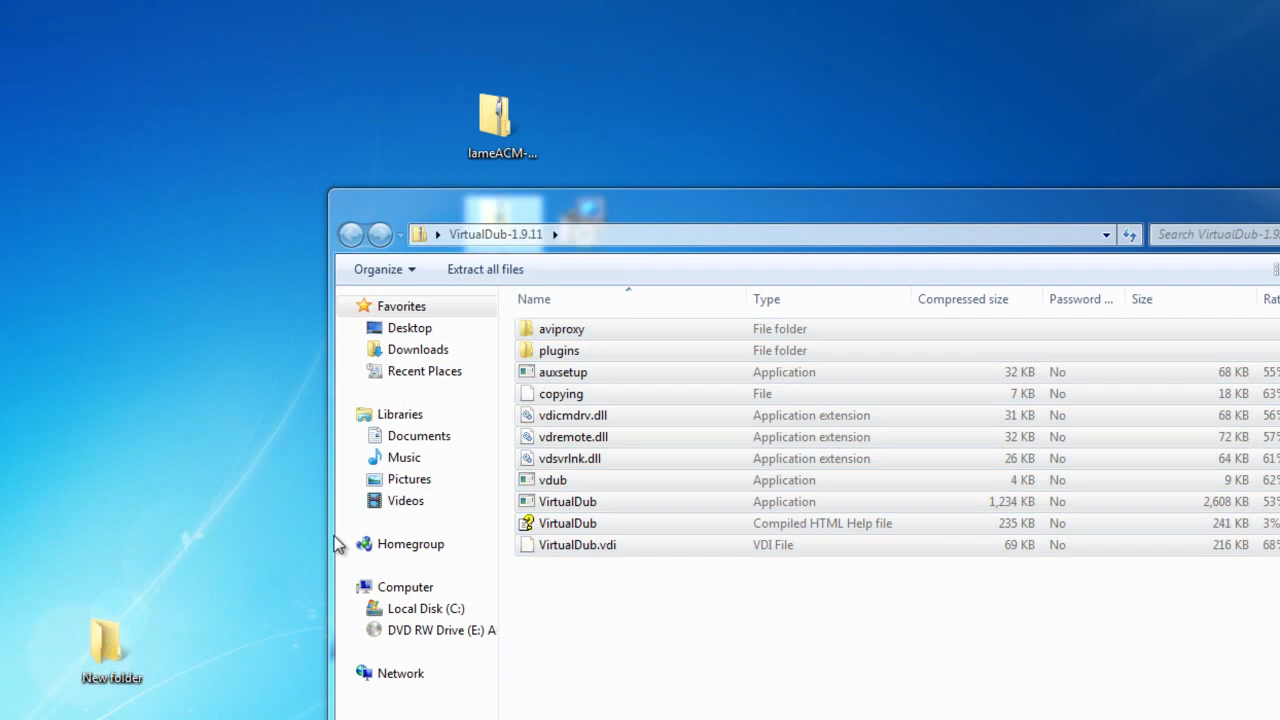 lameACM-...
VirtualDub-1.9.11
Search VirtualDub-1.9
Organize
Extract all files
Name Type Compressed size Password ... Size Rat
Favorites
Desktop
Downloads
Recent Places
Libraries
Documents
Music
Pictures
Videos
Homegroup
Computer
Local Disk (C:)
DVD RW Drive (E:) A
Network
aviproxy File folder
plugins File folder
auxsetup Application 32 KB No 68 KB 55%
copying File 7 KB No 18 KB 63%
vdicmdrv.dll Application extension 31 KB No 68 KB 56%
vdremote.dll Application extension 32 KB No 72 KB 57%
vdsvrlnk.dll Application extension 26 KB No 64 KB 61%
vdub Application 4 KB No 9 KB 62%
VirtualDub Application 1,234 KB No 2,608 KB 53%
VirtualDub Compiled HTML Help file 235 KB No 241 KB 3%
VirtualDub.vdi VDI File 69 KB No 216 KB 68%
New folder